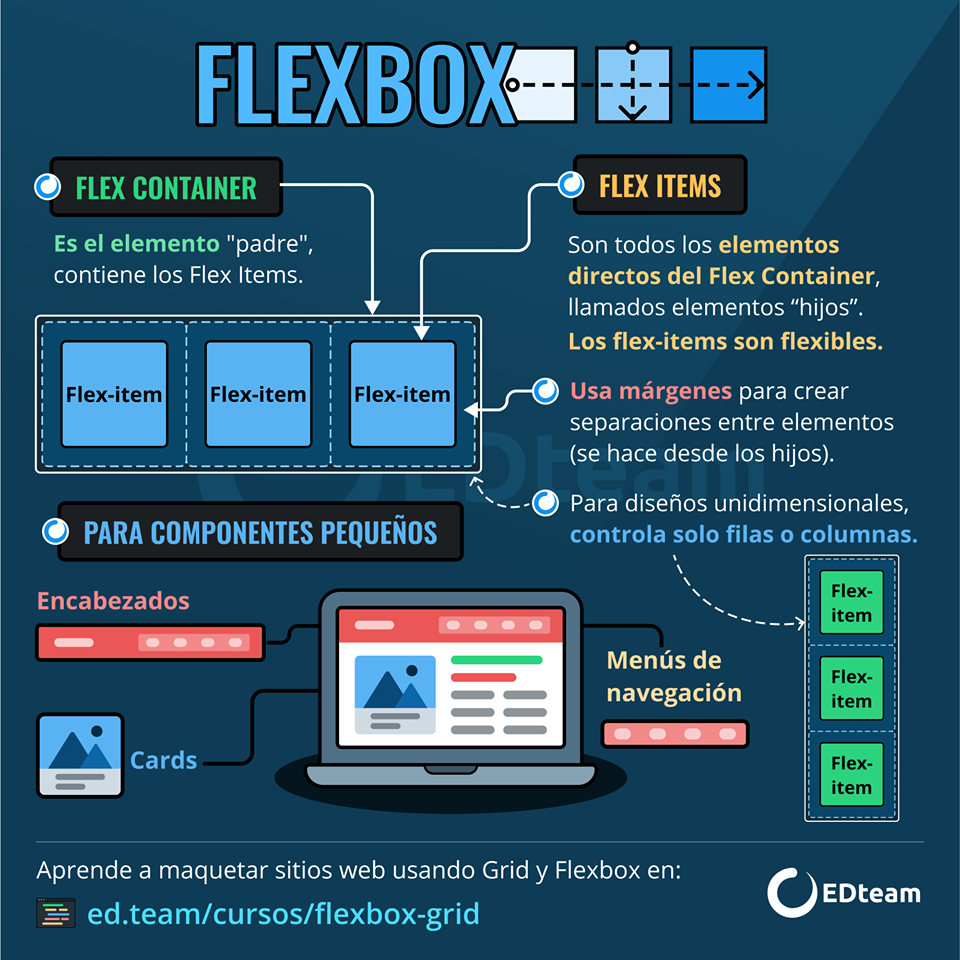 FLEXBOX
FLEX CONTAINER
Es el elemento "padre",
contiene los Flex Items.
FLEX ITEMS
Son todos los elementos
directos del Flex Container,
llamados elementos “hijos”.
Los flex-items son flexibles.
Flex-item
Flex-item
Flex-item
Usa márgenes para crear
separaciones entre elementos
(se hace desde los hijos).
EDteam
Para diseños unidimensionales,
controla solo filas o columnas.
PARA COMPONENTES PEQUEÑOS
Encabezados
Cards
Menús de
navegación
Flex-
item
Flex-
item
Flex-
item
Aprende a maquetar sitios web usando Grid y Flexbox en:
ed.team/cursos/flexbox-grid
EDteam